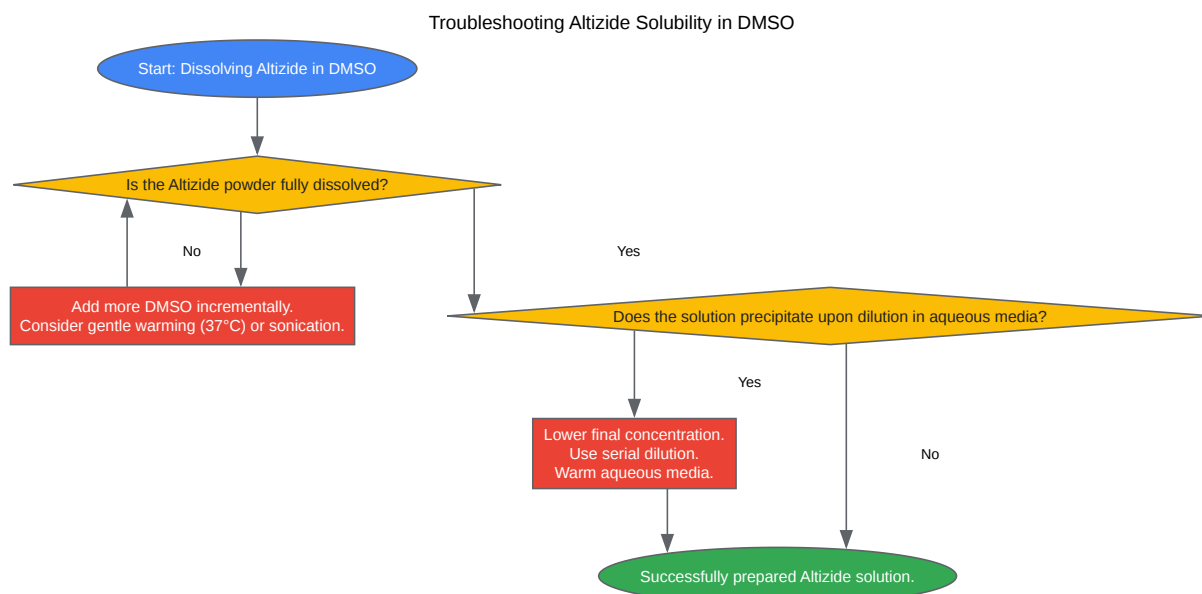 Troubleshooting Altizide Solubility in DMSO
Start: Dissolving Altizide in DMSO
Is the Altizide powder fully dissolved?
No
Yes
Add more DMSO incrementally.
Consider gentle warming (37°C) or sonication.
Does the solution precipitate upon dilution in aqueous media?
Yes
No
Lower final concentration.
Use serial dilution.
Warm aqueous media.
Successfully prepared Altizide solution.